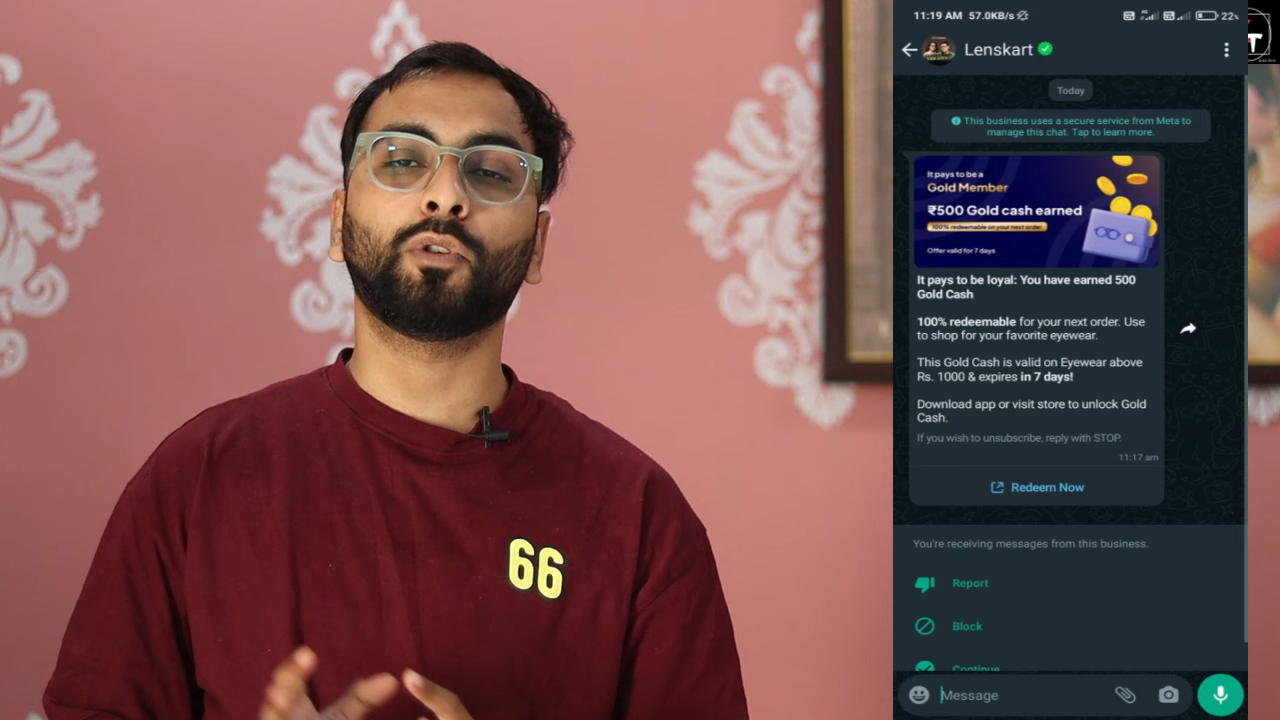 66
11:19 AM 57.0KB/s
22%
Lenskart
Today
This business uses a secure service from Meta to
manage this chat. Tap to learn more.
It pays to be a
Gold Member
₹500 Gold cash earned
100% redeemable on your next order
Offer valid for 7 days
It pays to be loyal: You have earned 500
Gold Cash
100% redeemable for your next order. Use
to shop for your favorite eyewear.
This Gold Cash is valid on Eyewear above
Rs. 1000 & expires in 7 days!
Download app or visit store to unlock Gold
Cash.
If you wish to unsubscribe, reply with STOP.
11:17 am
Redeem Now
You're receiving messages from this business.
Report
Block
Continue
Message